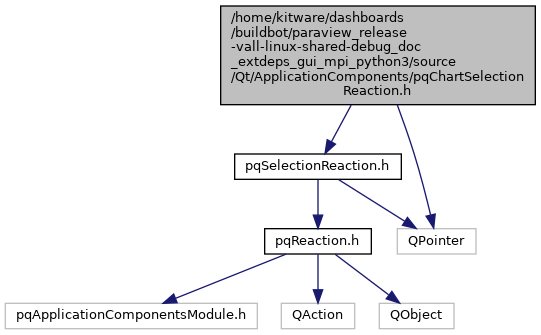 /home/kitware/dashboards
/buildbot/paraview_release
-vall-linux-shared-debug_doc
_extdeps_gui_mpi_python3/source
/Qt/ApplicationComponents/pqChartSelection
Reaction.h
pqSelectionReaction.h
pqReaction.h
QPointer
pqApplicationComponentsModule.h
QAction
QObject